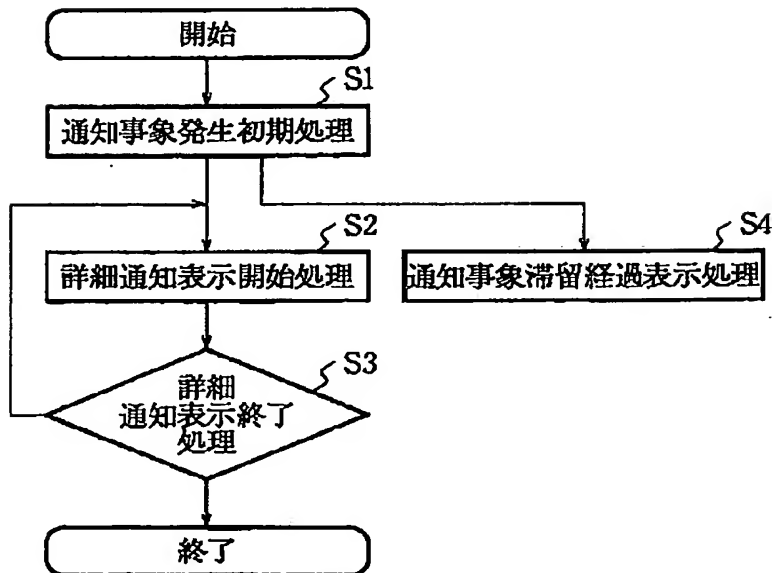 開始
S1
通知事象発生初期処理
S2
詳細通知表示開始処理
S4
通知事象滞留経過表示処理
S3
詳細
通知表示終了
処理
終了